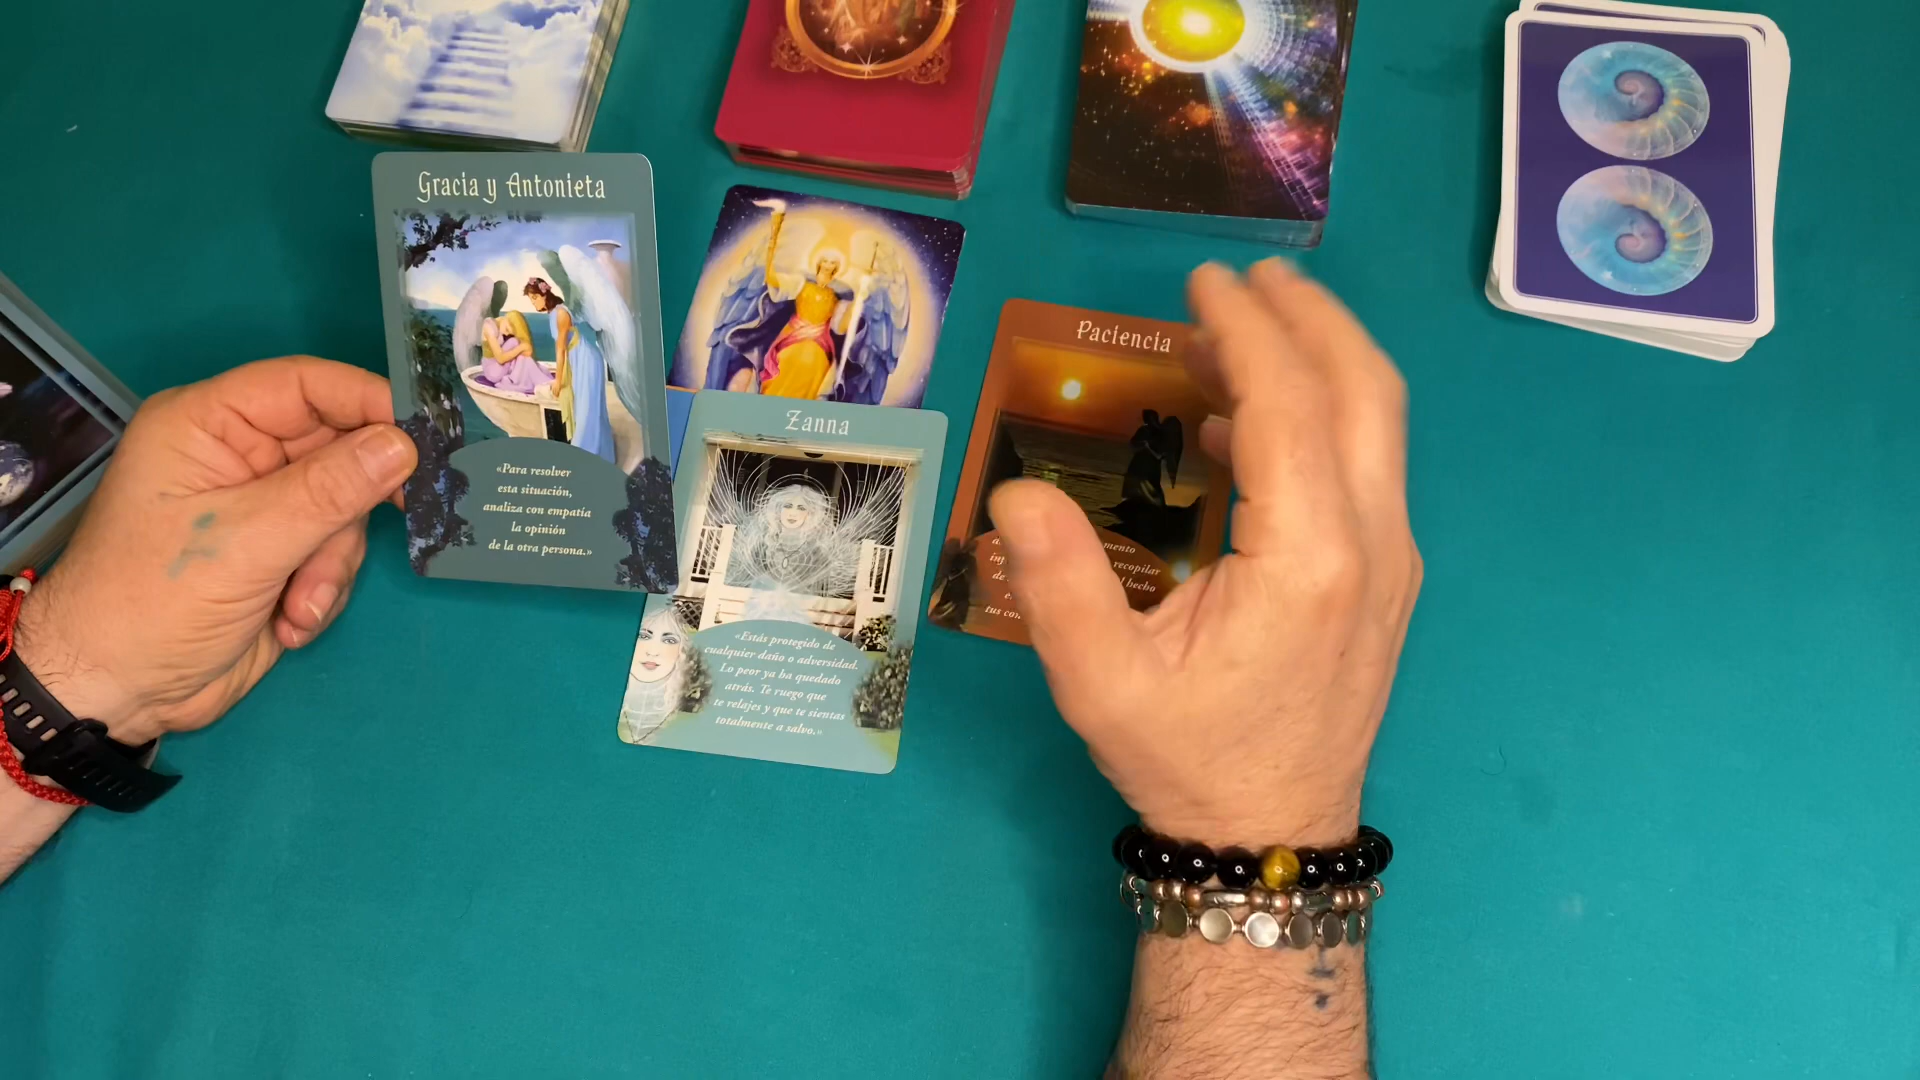 Gracia y Antonieta
«Para resolver
esta situación,
analiza con empatía
la opinión
de la otra persona.»
Zanna
«Estás protegido de
cualquier daño o adversidad.
Lo peor ya ha quedado
atrás. Te ruego que
te relajes y que te sientas
totalmente a salvo.»
Paciencia
recopilar
hecho
tus